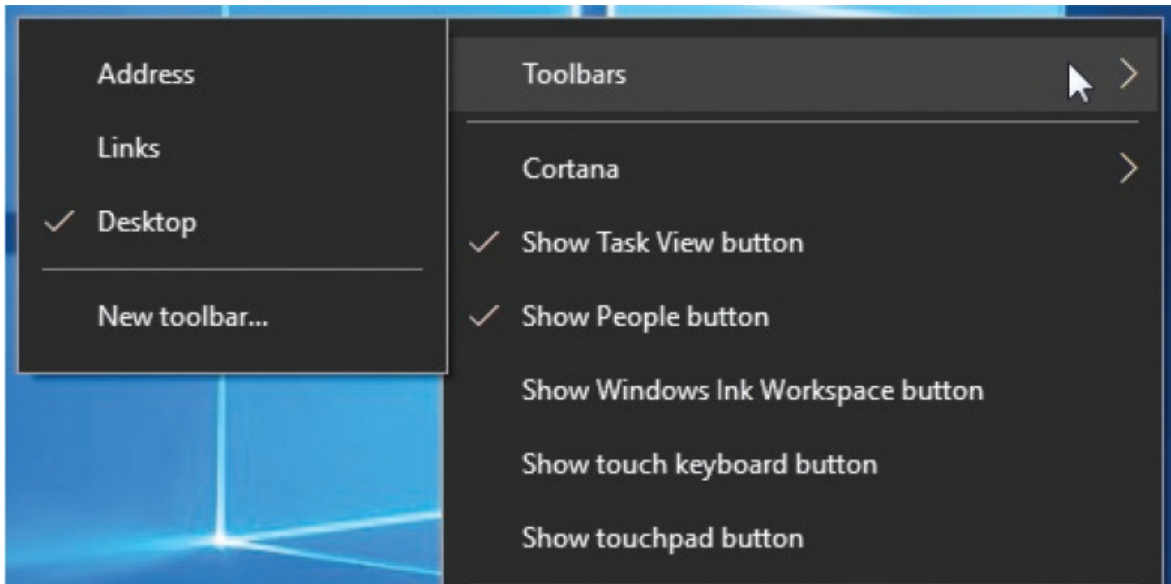 Address
Links
Desktop
New toolbar...
Toolbars
Cortana
Show Task View button
Show People button
Show Windows Ink Workspace button
Show touch keyboard button
Show touchpad button